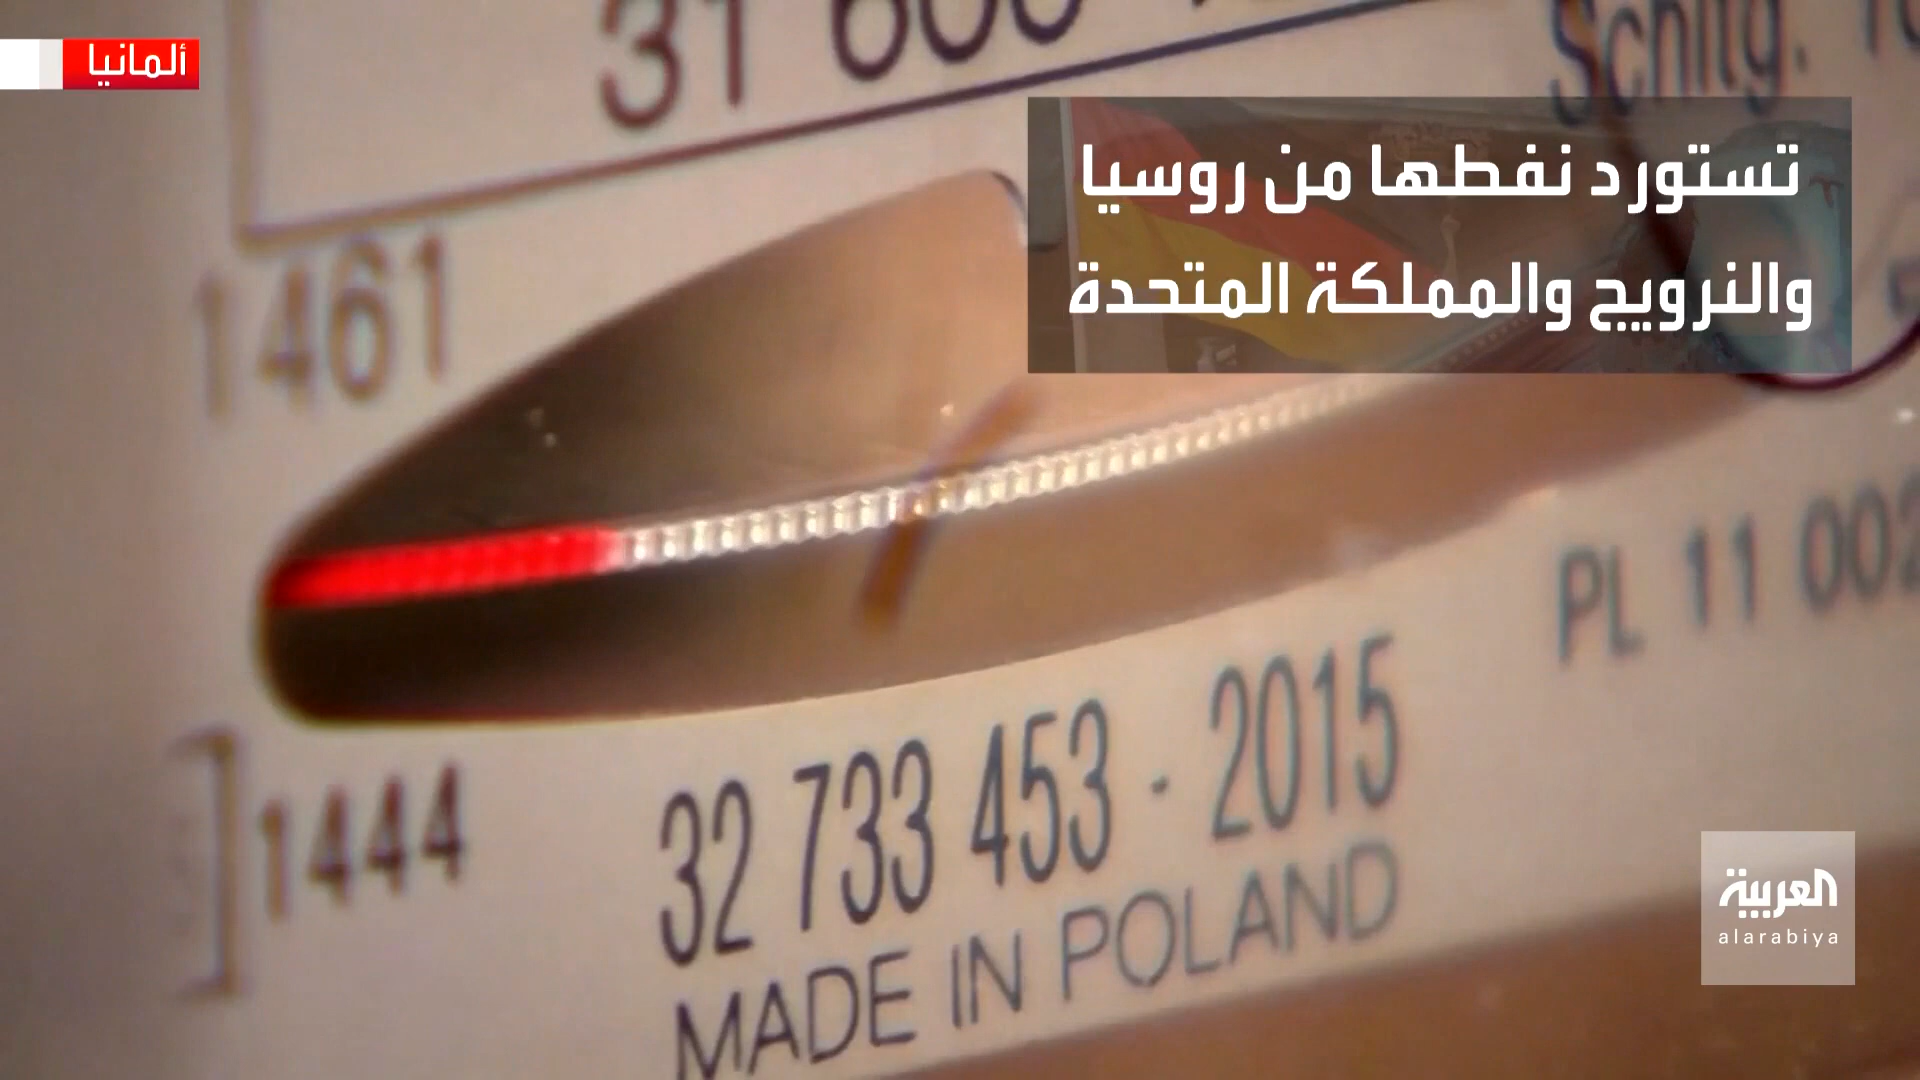 ألمانيا
تستورد نفطها من روسيا
والنرويج والمملكة المتحدة
31 600
Schltg.
1461
PL 11 002
1444
32 733 453 - 2015
MADE IN POLAND
العربية
alarabiya